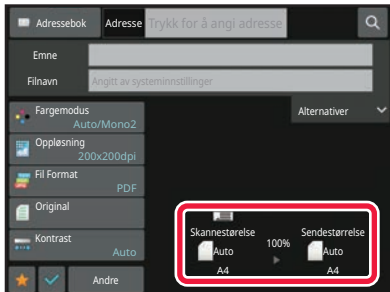 Adressebok Adresse Trykk for å angi adresse
Emne
Filnavn Angitt av systeminnstillinger
Fargemodus
Auto/Mono2
Alternativer
Oppløsning
200x200dpi
Fil Format
PDF
Original
Skannestørelse 100% Sendestørrelse
Auto Auto
A4 A4
Kontrast
Auto
Andre